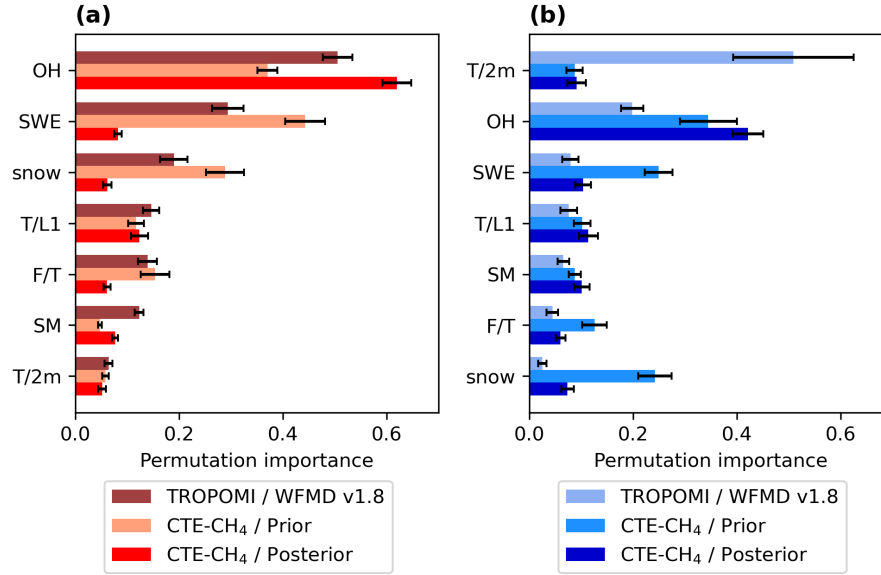 (a)
OH
SWE
snow
T/L1
F/T
SM
T/2m
0.0 0.2 0.4 0.6
Permutation importance
TROPOMI / WFMD v1.8
CTE-CH₄ / Prior
CTE-CH₄ / Posterior
(b)
T/2m
OH
SWE
T/L1
SM
F/T
snow
0.0 0.2 0.4 0.6
Permutation importance
TROPOMI / WFMD v1.8
CTE-CH₄ / Prior
CTE-CH₄ / Posterior